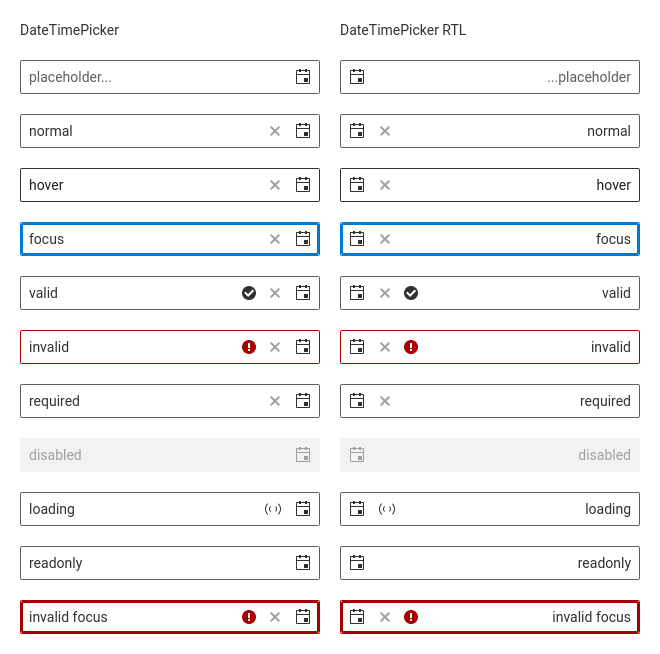 DateTimePicker
placeholder...
normal
hover
focus
valid
invalid
required
disabled
loading
readonly
invalid focus
DateTimePicker RTL
...placeholder
normal
hover
focus
valid
invalid
required
disabled
loading
readonly
invalid focus